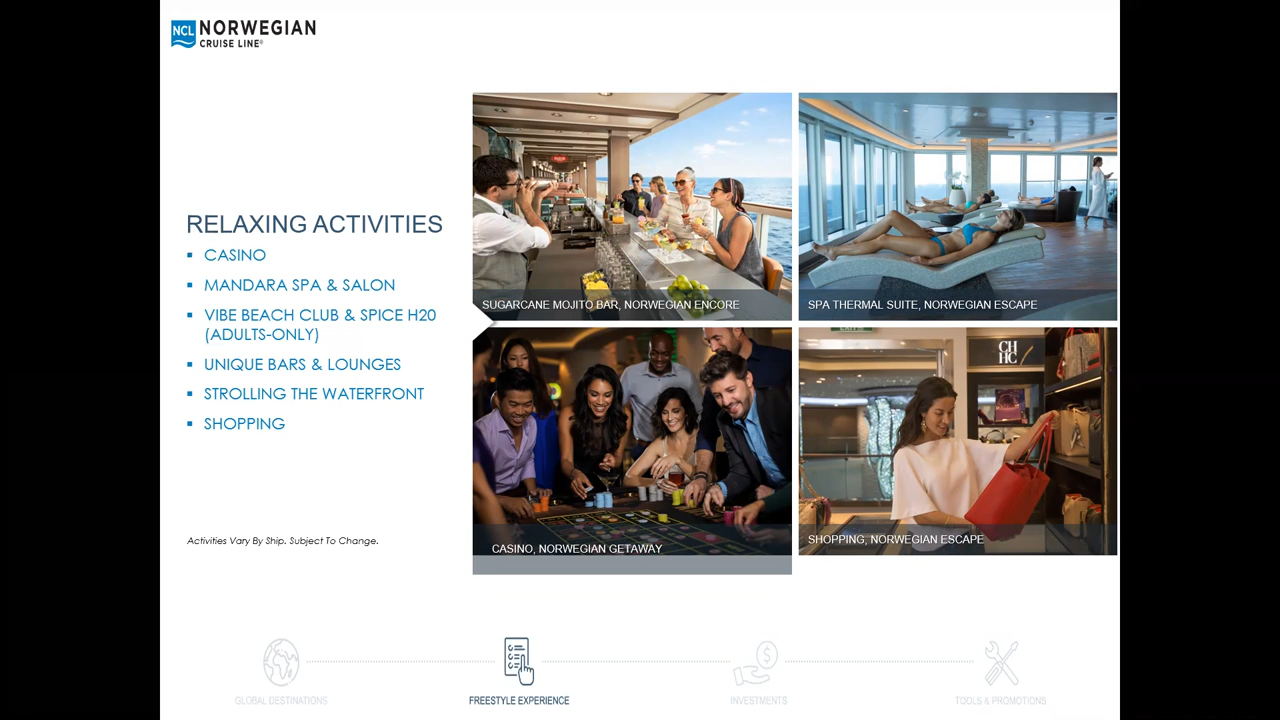 NCL NORWEGIAN
CRUISE LINE®
RELAXING ACTIVITIES
▪ CASINO
▪ MANDARA SPA & SALON
▪ VIBE BEACH CLUB & SPICE H20
(ADULTS-ONLY)
▪ UNIQUE BARS & LOUNGES
▪ STROLLING THE WATERFRONT
▪ SHOPPING
Activities Vary By Ship. Subject To Change.
SUGARCANE MOJITO BAR, NORWEGIAN ENCORE
SPA THERMAL SUITE, NORWEGIAN ESCAPE
CASINO, NORWEGIAN GETAWAY
CH
HC
SHOPPING, NORWEGIAN ESCAPE
GLOBAL DESTINATIONS
FREESTYLE EXPERIENCE
INVESTMENTS
TOOLS & PROMOTIONS